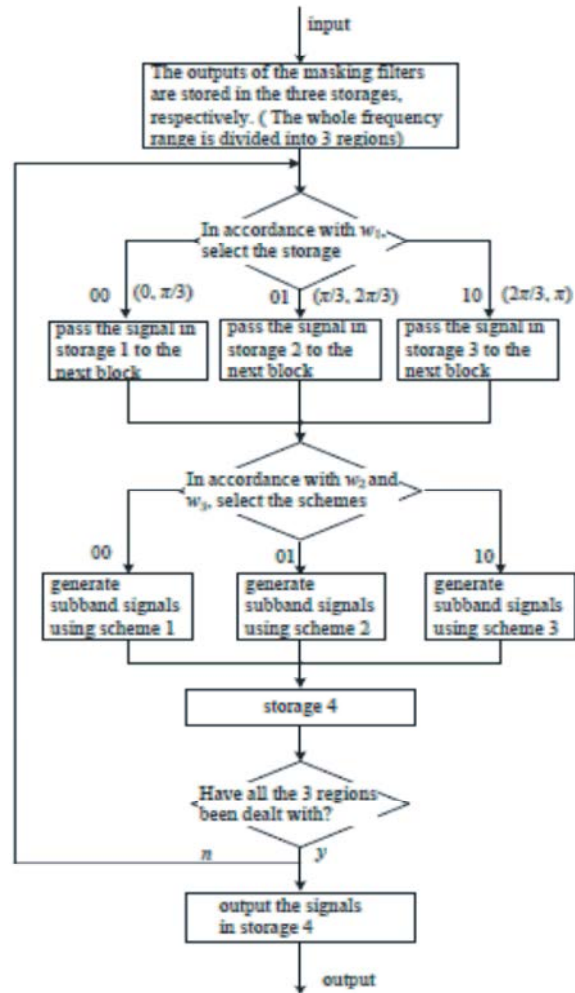 input
The outputs of the masking filters
are stored in the three storages,
respectively. ( The whole frequency
range is divided into 3 regions)
In accordance with w₁,
select the storage
00 (0, π/3) 01 (π/3, 2π/3) 10 (2π/3, π)
pass the signal in
storage 1 to the
next block
pass the signal in
storage 2 to the
next block
pass the signal in
storage 3 to the
next block
In accordance with w₂ and
w₃, select the schemes
00 01 10
generate
subband signals
using scheme 1
generate
subband signals
using scheme 2
generate
subband signals
using scheme 3
storage 4
Have all the 3 regions
been dealt with?
n y
output the signals
in storage 4
output